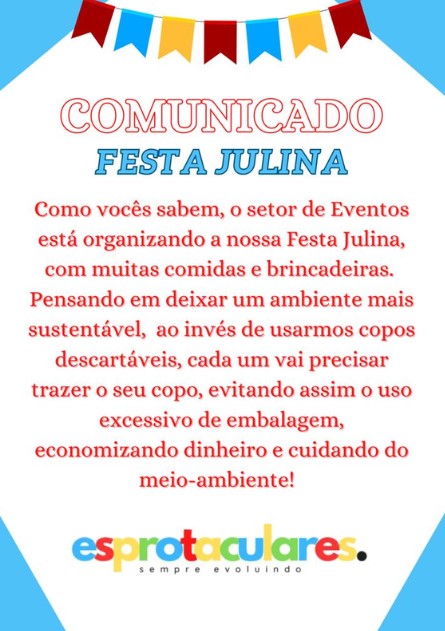 COMUNICADO
FESTA JULINA
Como vocês sabem, o setor de Eventos
está organizando a nossa Festa Julina,
com muitas comidas e brincadeiras.
Pensando em deixar um ambiente mais
sustentável, ao invés de usarmos copos
descartáveis, cada um vai precisar
trazer o seu copo, evitando assim o uso
excessivo de embalagem,
economizando dinheiro e cuidando do
meio-ambiente!
esprotaculares.
sempre evoluindo